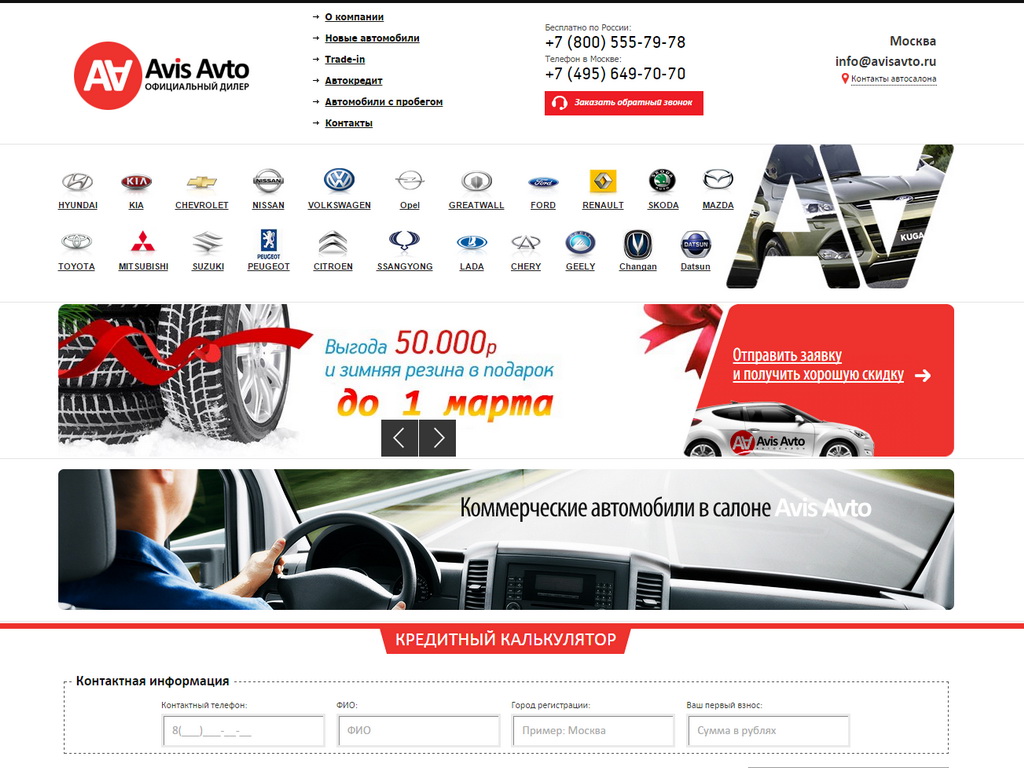 Avis Avto
ОФИЦИАЛЬНЫЙ ДИЛЕР
О компании
Новые автомобили
Trade-in
Автокредит
Автомобили с пробегом
Контакты
Бесплатно по России:
+7 (800) 555-79-78
Телефон в Москве:
+7 (495) 649-70-70
Заказать обратный звонок
Москва
info@avisavto.ru
Контакты автосалона
HYUNDAI KIA CHEVROLET NISSAN VOLKSWAGEN Opel GREATWALL FORD RENAULT SKODA MAZDA
TOYOTA MITSUBISHI SUZUKI PEUGEOT CITROEN SSANGYONG LADA CHERY GEELY Changan Datsun
KUGA
Выгода 50.000р
и зимняя резина в подарок
до 1 марта
Отправить заявку
и получить хорошую скидку
Avis Avto
Коммерческие автомобили в салоне Avis Avto
КРЕДИТНЫЙ КАЛЬКУЛЯТОР
Контактная информация
Контактный телефон: ФИО: Город регистрации: Ваш первый взнос:
8(___)___-__-__ ФИО Пример: Москва Сумма в рублях